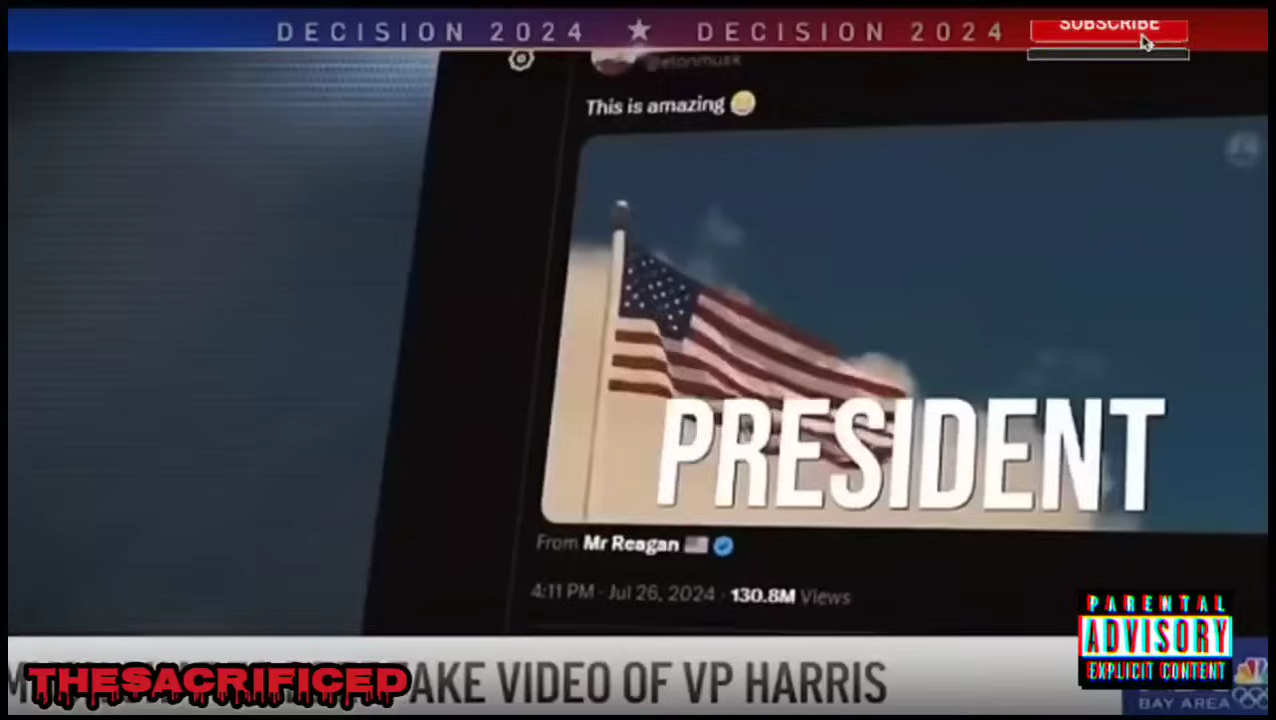 DECISION 2024 ★ DECISION 2024
SUBSCRIBE
@elonmusk
This is amazing 😂
PRESIDENT
From Mr Reagan 🇺🇸
4:11 PM · Jul 26, 2024 · 130.8M Views
PARENTAL
ADVISORY
EXPLICIT CONTENT
THESACRIFICED
AKE VIDEO OF VP HARRIS
BAY AREA